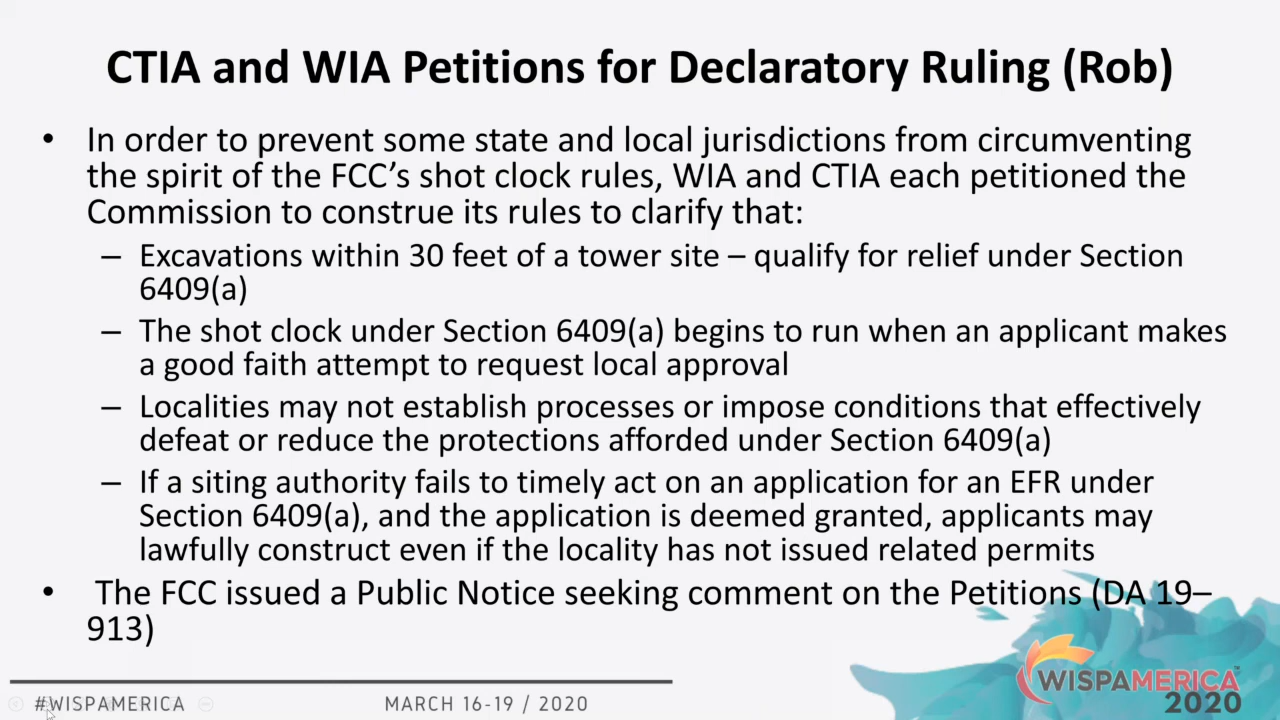 CTIA and WIA Petitions for Declaratory Ruling (Rob)
• In order to prevent some state and local jurisdictions from circumventing
the spirit of the FCC’s shot clock rules, WIA and CTIA each petitioned the
Commission to construe its rules to clarify that:
– Excavations within 30 feet of a tower site – qualify for relief under Section
6409(a)
– The shot clock under Section 6409(a) begins to run when an applicant makes
a good faith attempt to request local approval
– Localities may not establish processes or impose conditions that effectively
defeat or reduce the protections afforded under Section 6409(a)
– If a siting authority fails to timely act on an application for an EFR under
Section 6409(a), and the application is deemed granted, applicants may
lawfully construct even if the locality has not issued related permits
• The FCC issued a Public Notice seeking comment on the Petitions (DA 19–
913)
#WISPAMERICA
MARCH 16-19 / 2020
WISPAMERICA™
2020